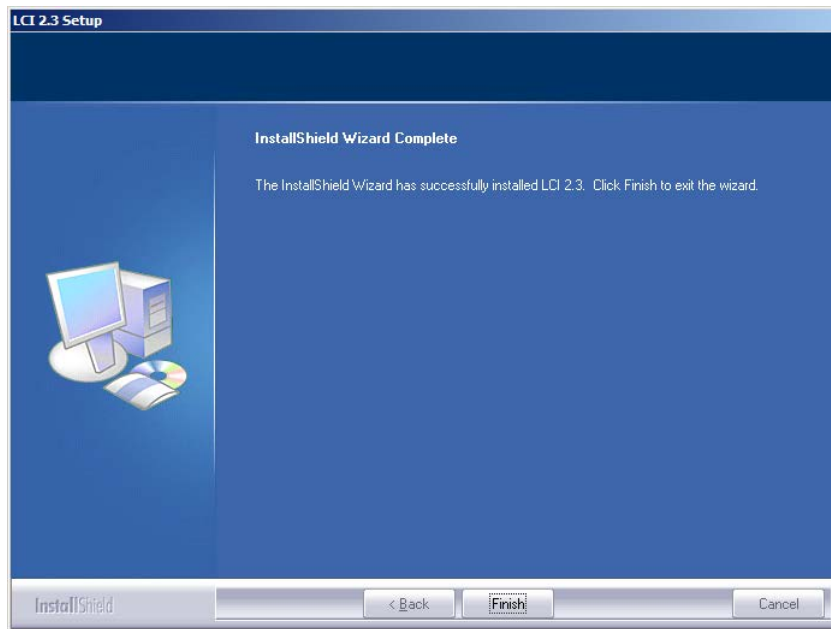 LCI 2.3 Setup
InstallShield Wizard Complete
The InstallShield Wizard has successfully installed LCI 2.3. Click Finish to exit the wizard.
InstallShield
< Back
Finish
Cancel